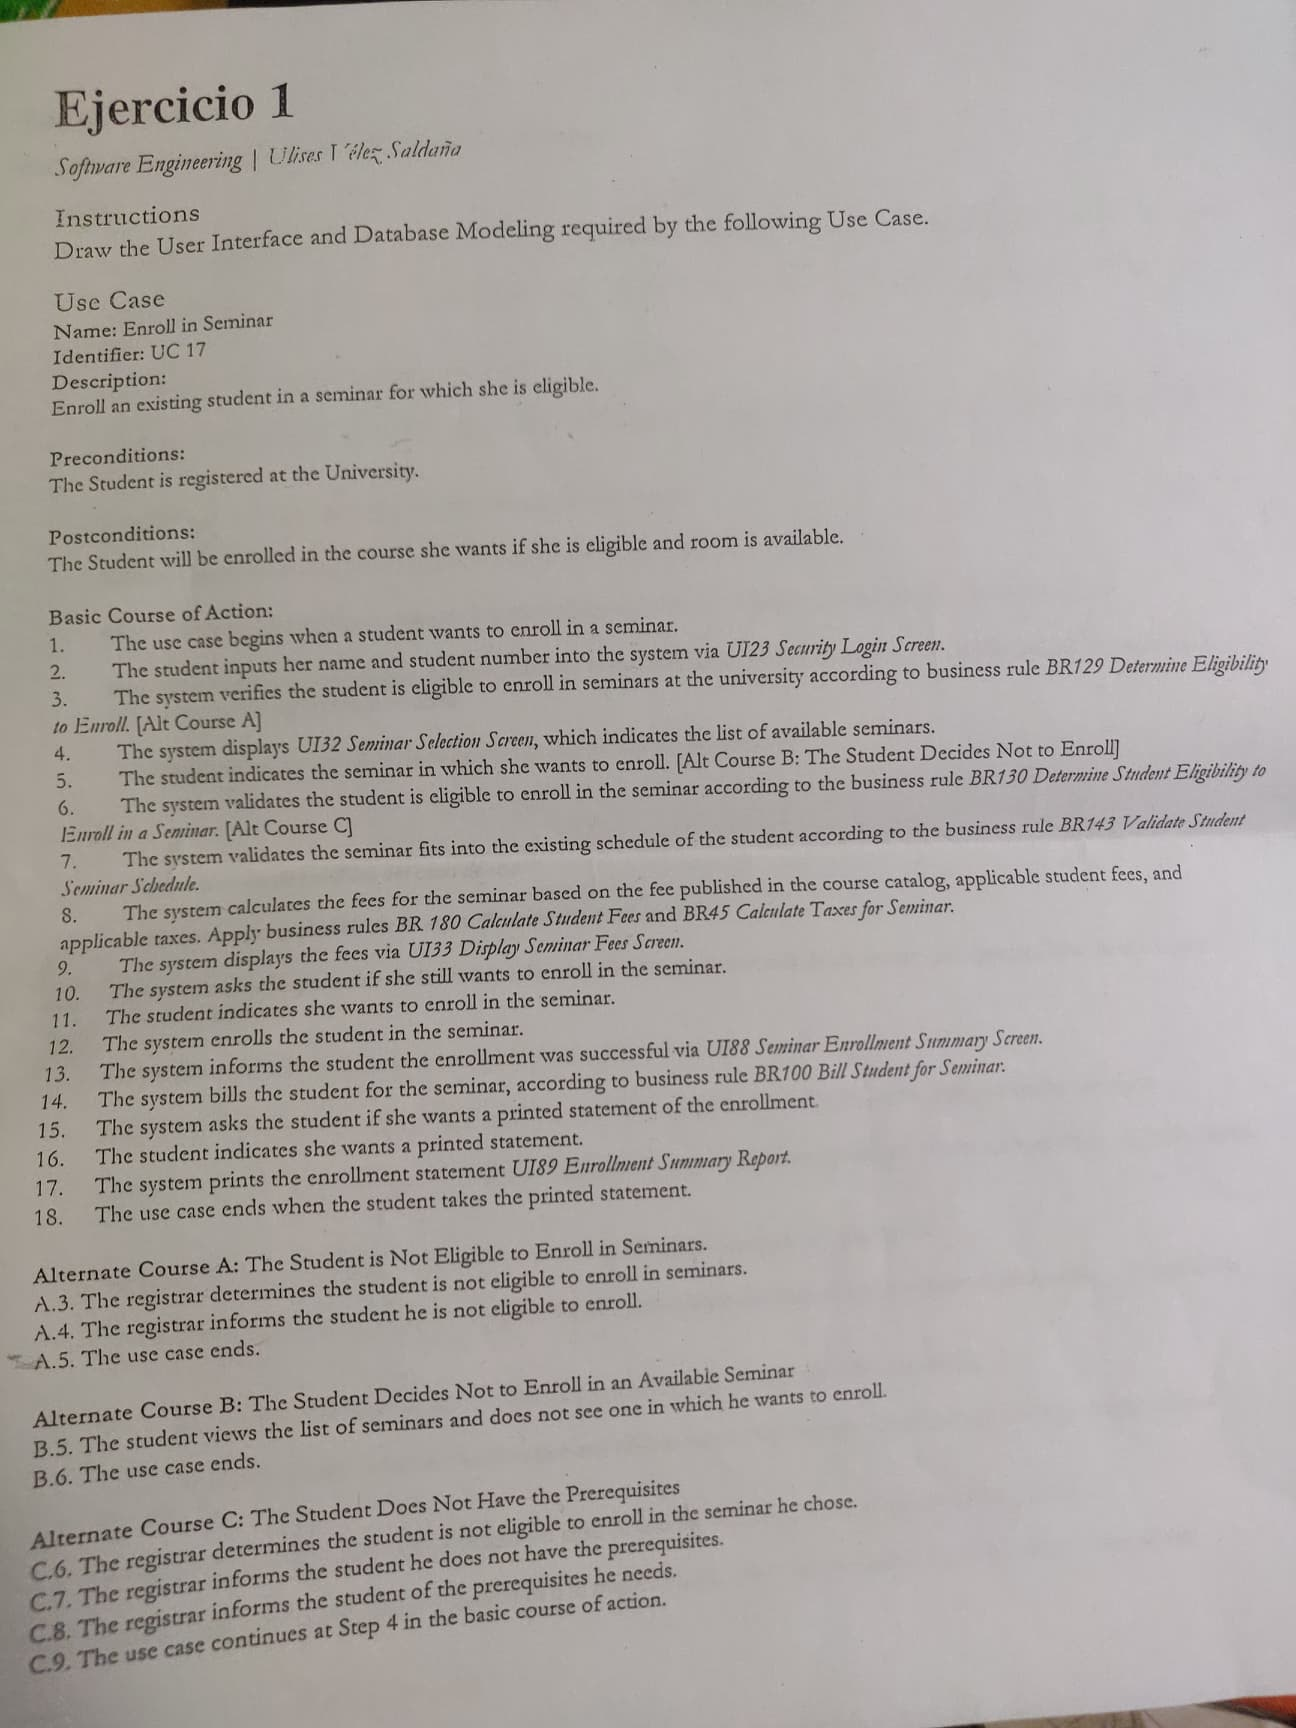 Ejercicio 1
Software Engineering | Ulises Vélez Saldaña
Instructions
Draw the User Interface and Database Modeling required by the following Use Case.
Use Case
Name: Enroll in Seminar
Identifier: UC 17
Description:
Enroll an existing student in a seminar for which she is eligible.
Preconditions:
The Student is registered at the University.
Postconditions:
The Student will be enrolled in the course she wants if she is eligible and room is available.
Basic Course of Action:
1. The use case begins when a student wants to enroll in a seminar.
2. The student inputs her name and student number into the system via UI23 Security Login Screen.
3. The system verifies the student is eligible to enroll in seminars at the university according to business rule BR129 Determine Eligibility
to Enroll. [Alt Course A]
4. The system displays UI32 Seminar Selection Screen, which indicates the list of available seminars.
5. The student indicates the seminar in which she wants to enroll. [Alt Course B: The Student Decides Not to Enroll]
6. The system validates the student is eligible to enroll in the seminar according to the business rule BR130 Determine Student Eligibility to
Enroll in a Seminar. [Alt Course C]
7. The system validates the seminar fits into the existing schedule of the student according to the business rule BR143 Validate Student
Seminar Schedule.
8. The system calculates the fees for the seminar based on the fee published in the course catalog, applicable student fees, and
applicable taxes. Apply business rules BR 180 Calculate Student Fees and BR45 Calculate Taxes for Seminar.
9. The system displays the fees via UI33 Display Seminar Fees Screen.
10. The system asks the student if she still wants to enroll in the seminar.
11. The student indicates she wants to enroll in the seminar.
12. The system enrolls the student in the seminar.
13. The system informs the student the enrollment was successful via UI88 Seminar Enrollment Summary Screen.
14. The system bills the student for the seminar, according to business rule BR100 Bill Student for Seminar.
15. The system asks the student if she wants a printed statement of the enrollment.
16. The student indicates she wants a printed statement.
17. The system prints the enrollment statement UI89 Enrollment Summary Report.
18. The use case ends when the student takes the printed statement.
Alternate Course A: The Student is Not Eligible to Enroll in Seminars.
A.3. The registrar determines the student is not eligible to enroll in seminars.
A.4. The registrar informs the student he is not eligible to enroll.
A.5. The use case ends.
Alternate Course B: The Student Decides Not to Enroll in an Available Seminar
B.5. The student views the list of seminars and does not see one in which he wants to enroll.
B.6. The use case ends.
Alternate Course C: The Student Does Not Have the Prerequisites
C.6. The registrar determines the student is not eligible to enroll in the seminar he chose.
C.7. The registrar informs the student he does not have the prerequisites.
C.8. The registrar informs the student of the prerequisites he needs.
C.9. The use case continues at Step 4 in the basic course of action.